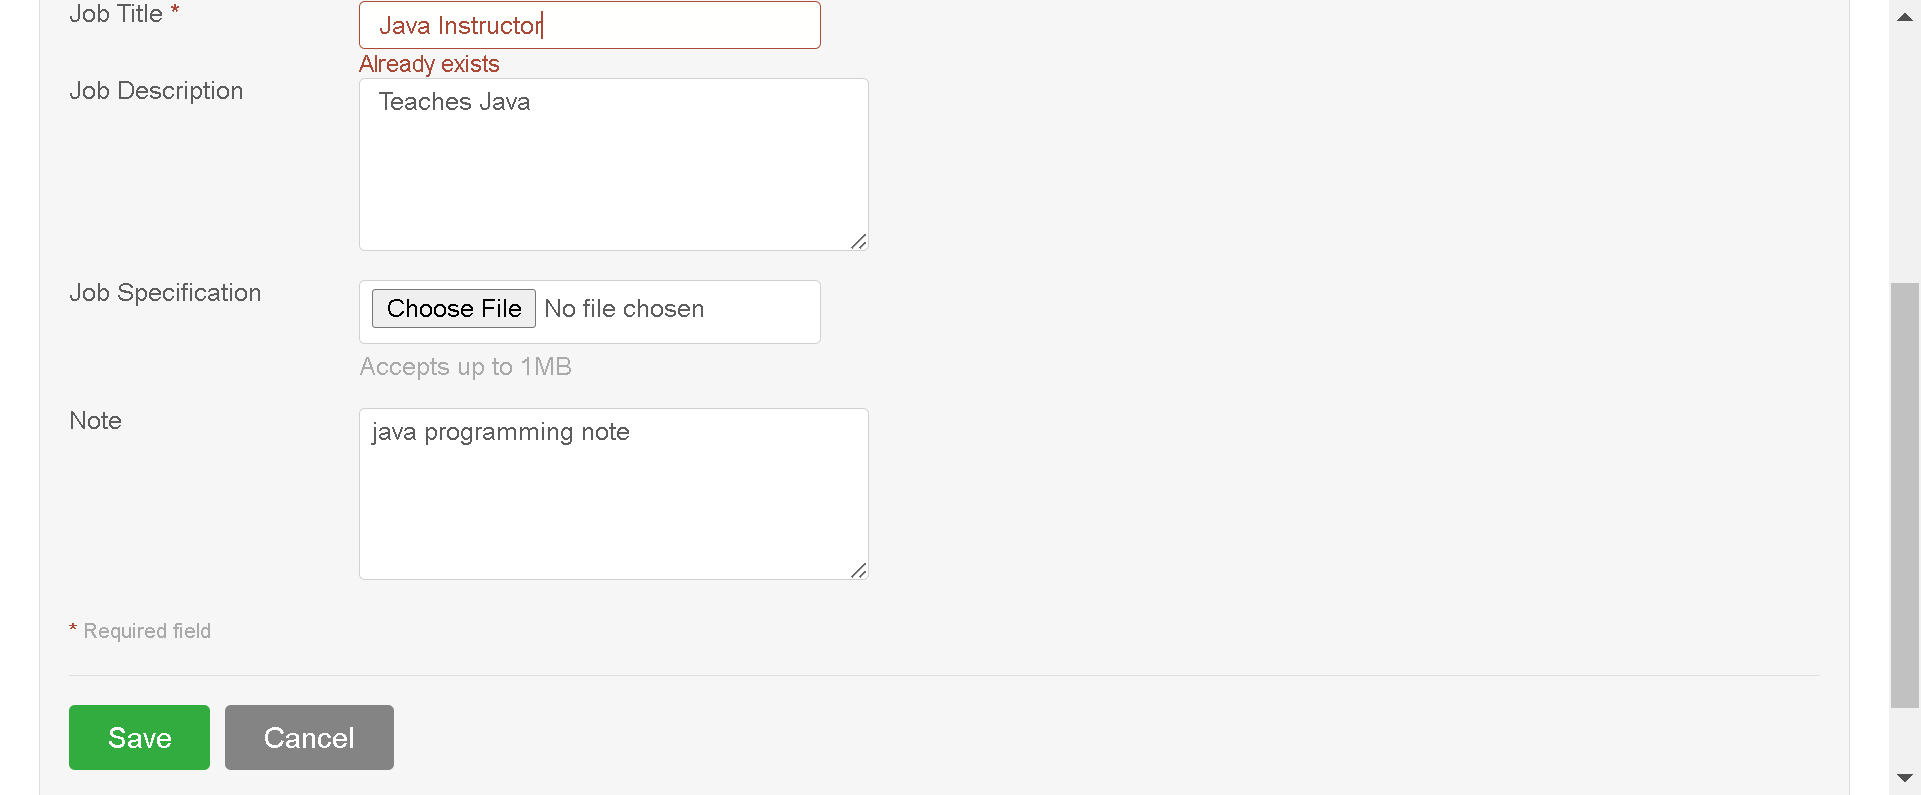 Job Title *
Java Instructor
Already exists
Job Description
Teaches Java
Job Specification
Choose File No file chosen
Accepts up to 1MB
Note
java programming note
* Required field
Save Cancel